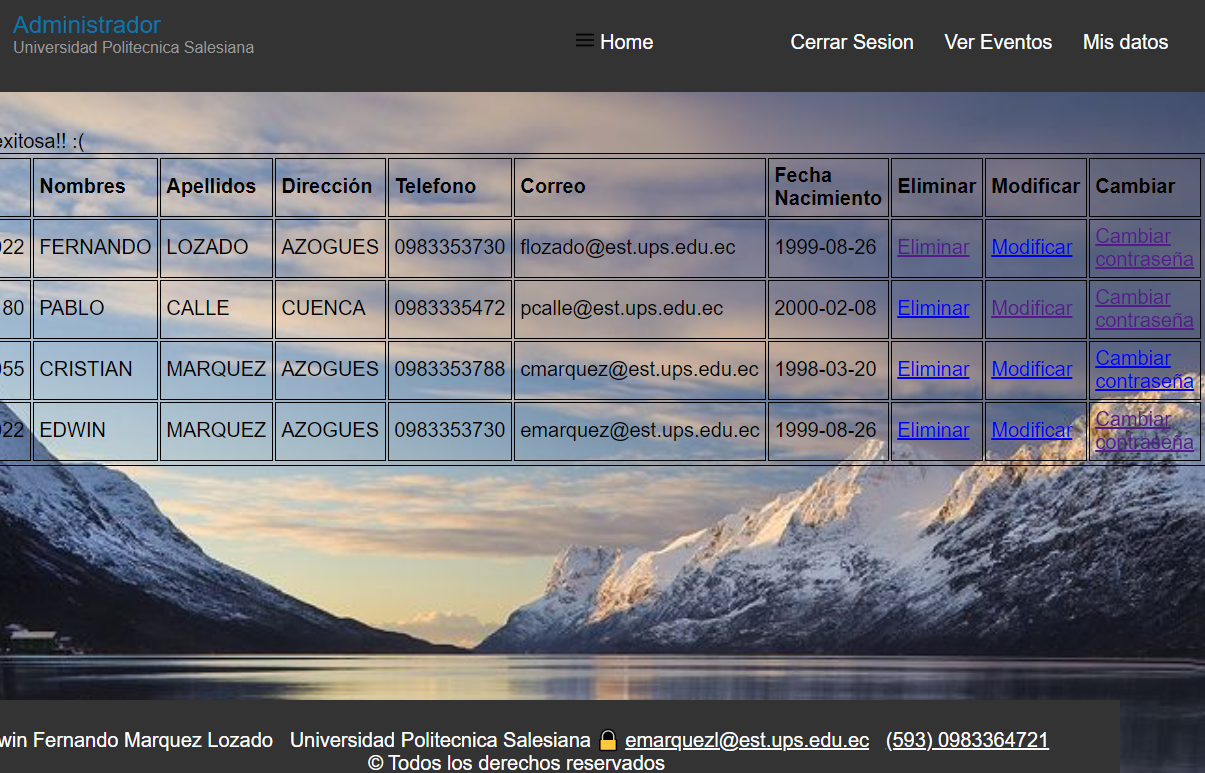 Administrador
Universidad Politecnica Salesiana
Home Cerrar Sesion Ver Eventos Mis datos
exitosa!! :(
Nombres Apellidos Dirección Telefono Correo Fecha Nacimiento Eliminar Modificar Cambiar
22 FERNANDO LOZADO AZOGUES 0983353730 flozado@est.ups.edu.ec 1999-08-26 Eliminar Modificar Cambiar contraseña
80 PABLO CALLE CUENCA 0983335472 pcalle@est.ups.edu.ec 2000-02-08 Eliminar Modificar Cambiar contraseña
55 CRISTIAN MARQUEZ AZOGUES 0983353788 cmarquez@est.ups.edu.ec 1998-03-20 Eliminar Modificar Cambiar contraseña
22 EDWIN MARQUEZ AZOGUES 0983353730 emarquez@est.ups.edu.ec 1999-08-26 Eliminar Modificar Cambiar contraseña
win Fernando Marquez Lozado Universidad Politecnica Salesiana emarquezl@est.ups.edu.ec (593) 0983364721
© Todos los derechos reservados